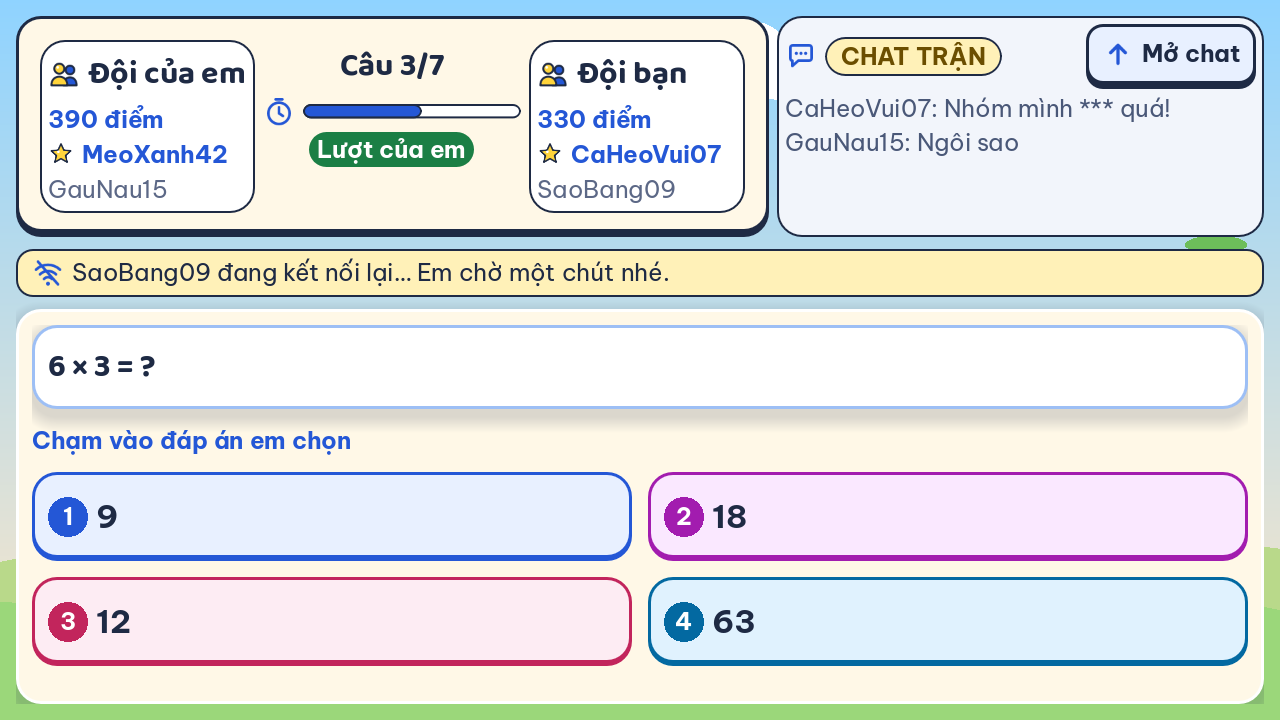 Đội của em
390 điểm
MeoXanh42
GauNau15
Câu 3/7
Lượt của em
Đội bạn
330 điểm
CaHeoVui07
SaoBang09
CHAT TRẬN
Mở chat
CaHeoVui07: Nhóm mình *** quá!
GauNau15: Ngôi sao
SaoBang09 đang kết nối lại... Em chờ một chút nhé.
6 × 3 = ?
Chạm vào đáp án em chọn
1 9
2 18
3 12
4 63